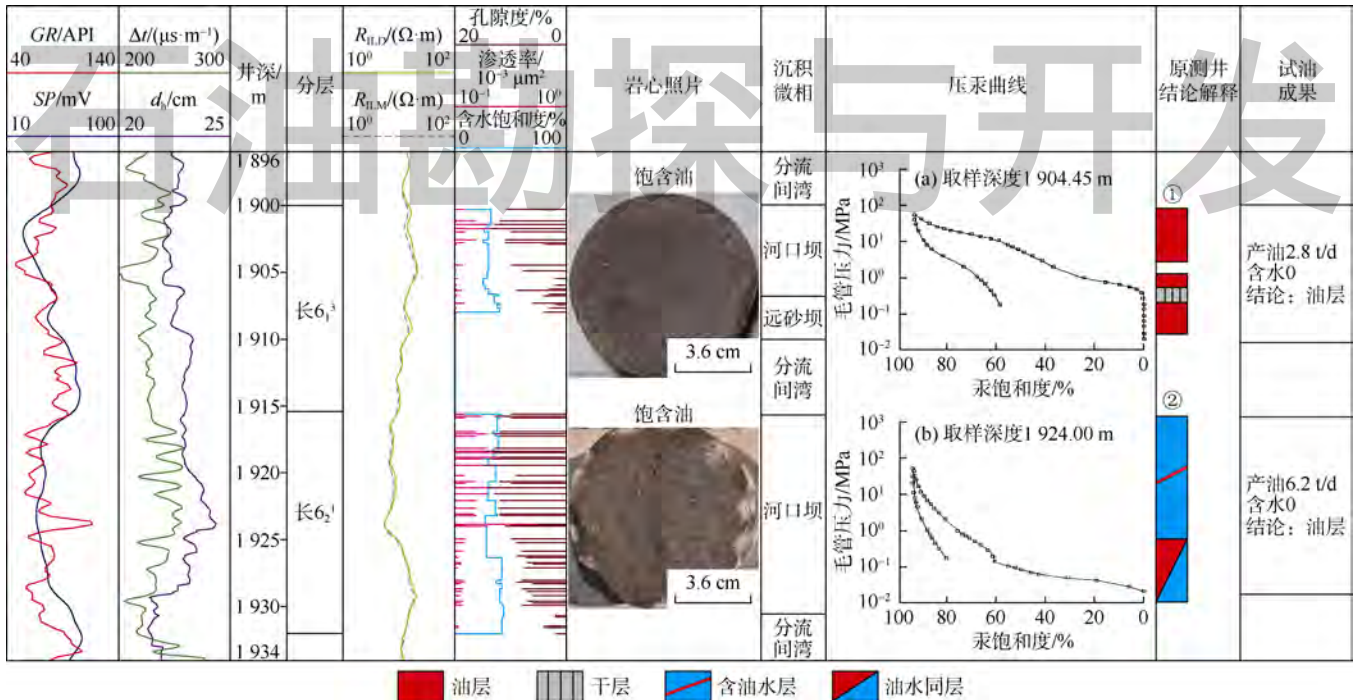 石油勘探与开发
GR/API
40 140
SP/mV
10 100
Δt/(μs·m⁻¹)
200 300
d_h/cm
20 25
井深/
m
分层
R_ILD/(Ω·m)
10⁰ 10²
R_ILM/(Ω·m)
10⁰ 10²
孔隙度/%
20 0
渗透率/
10⁻³ μm²
10⁻¹ 10⁰
含水饱和度/%
0 100
岩心照片
沉积
微相
压汞曲线
原测井
结论解释
试油
成果
1 896
1 900
1 905
1 910
1 915
1 920
1 925
1 930
1 934
长6₁³
长6₂¹
饱含油
3.6 cm
饱含油
3.6 cm
分流
间湾
河口坝
远砂坝
分流
间湾
河口坝
分流
间湾
(a) 取样深度1 904.45 m
毛管压力/MPa
10³
10²
10¹
10⁰
10⁻¹
10⁻²
100 80 60 40 20 0
汞饱和度/%
(b) 取样深度1 924.00 m
毛管压力/MPa
10³
10²
10¹
10⁰
10⁻¹
10⁻²
100 80 60 40 20 0
汞饱和度/%
①
②
产油2.8 t/d
含水0
结论：油层
产油6.2 t/d
含水0
结论：油层
油层 干层 含油水层 油水同层